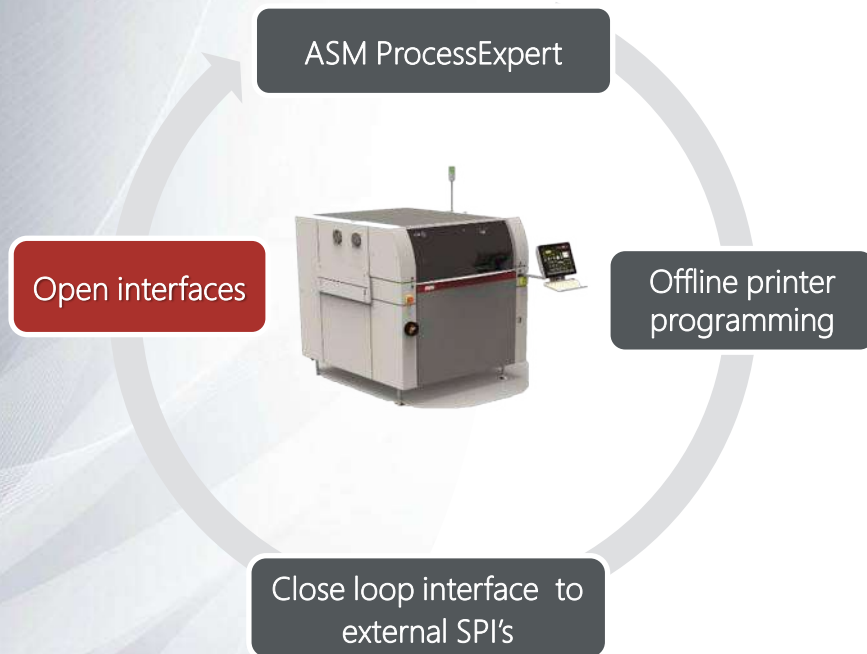 ASM ProcessExpert
Open interfaces
Offline printer
programming
Close loop interface to
external SPI's